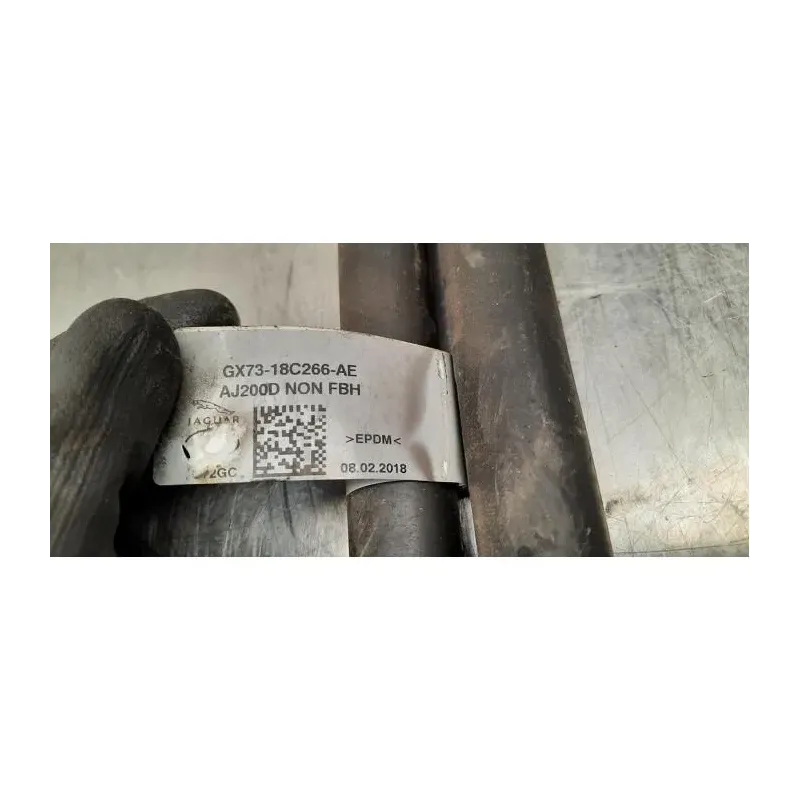 GX73-18C266-AE
AJ200D NON FBH
JAGUAR
>EPDM<
08.02.2018